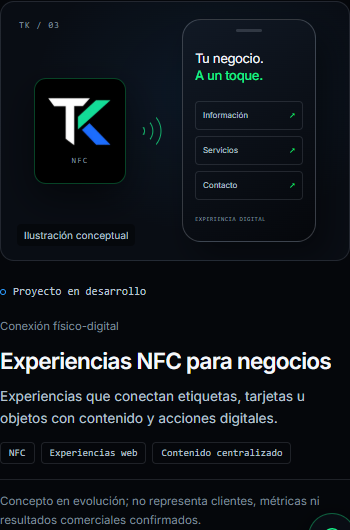 TK / 03
NFC
Tu negocio.
A un toque.
Información ↗
Servicios ↗
Contacto ↗
EXPERIENCIA DIGITAL
Ilustración conceptual
Proyecto en desarrollo
Conexión físico-digital
Experiencias NFC para negocios
Experiencias que conectan etiquetas, tarjetas u
objetos con contenido y acciones digitales.
NFC
Experiencias web
Contenido centralizado
Concepto en evolución; no representa clientes, métricas ni
resultados comerciales confirmados.